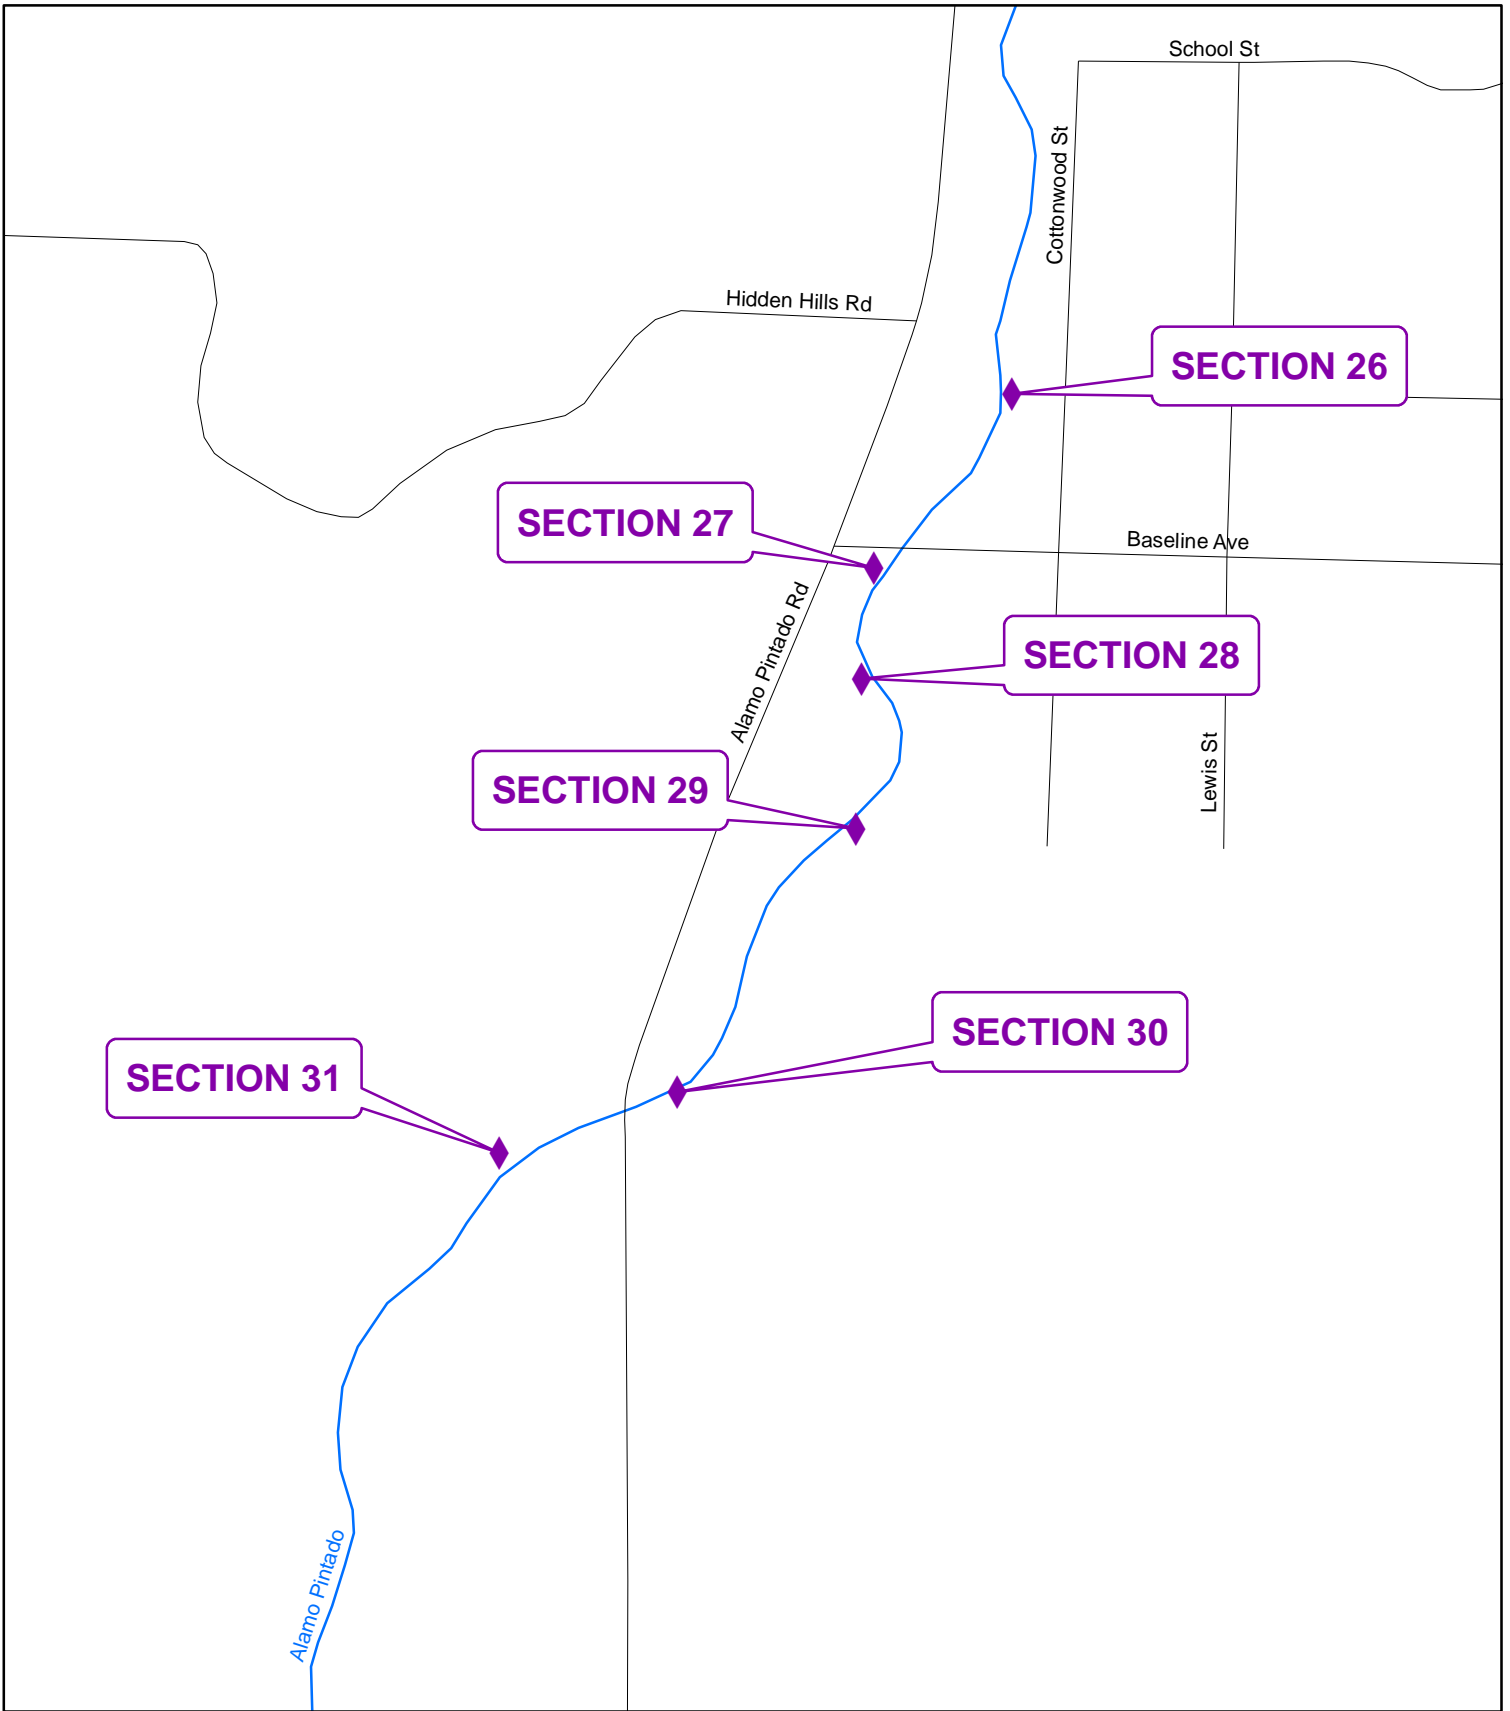 School St
Cottonwood St
Hidden Hills Rd
SECTION 26
SECTION 27
Baseline Ave
Alamo Pintado Rd
SECTION 28
Lewis St
SECTION 29
SECTION 30
SECTION 31
Alamo Pintado